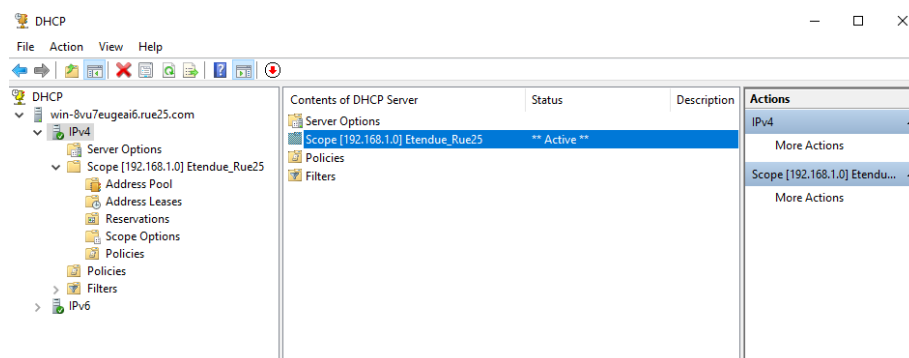 DHCP
File Action View Help
DHCP
win-8vu7eugeai6.rue25.com
IPv4
Server Options
Scope [192.168.1.0] Etendue_Rue25
Address Pool
Address Leases
Reservations
Scope Options
Policies
Policies
Filters
IPv6
Contents of DHCP Server Status Description
Server Options
Scope [192.168.1.0] Etendue_Rue25 ** Active **
Policies
Filters
Actions
IPv4
More Actions
Scope [192.168.1.0] Etendu...
More Actions